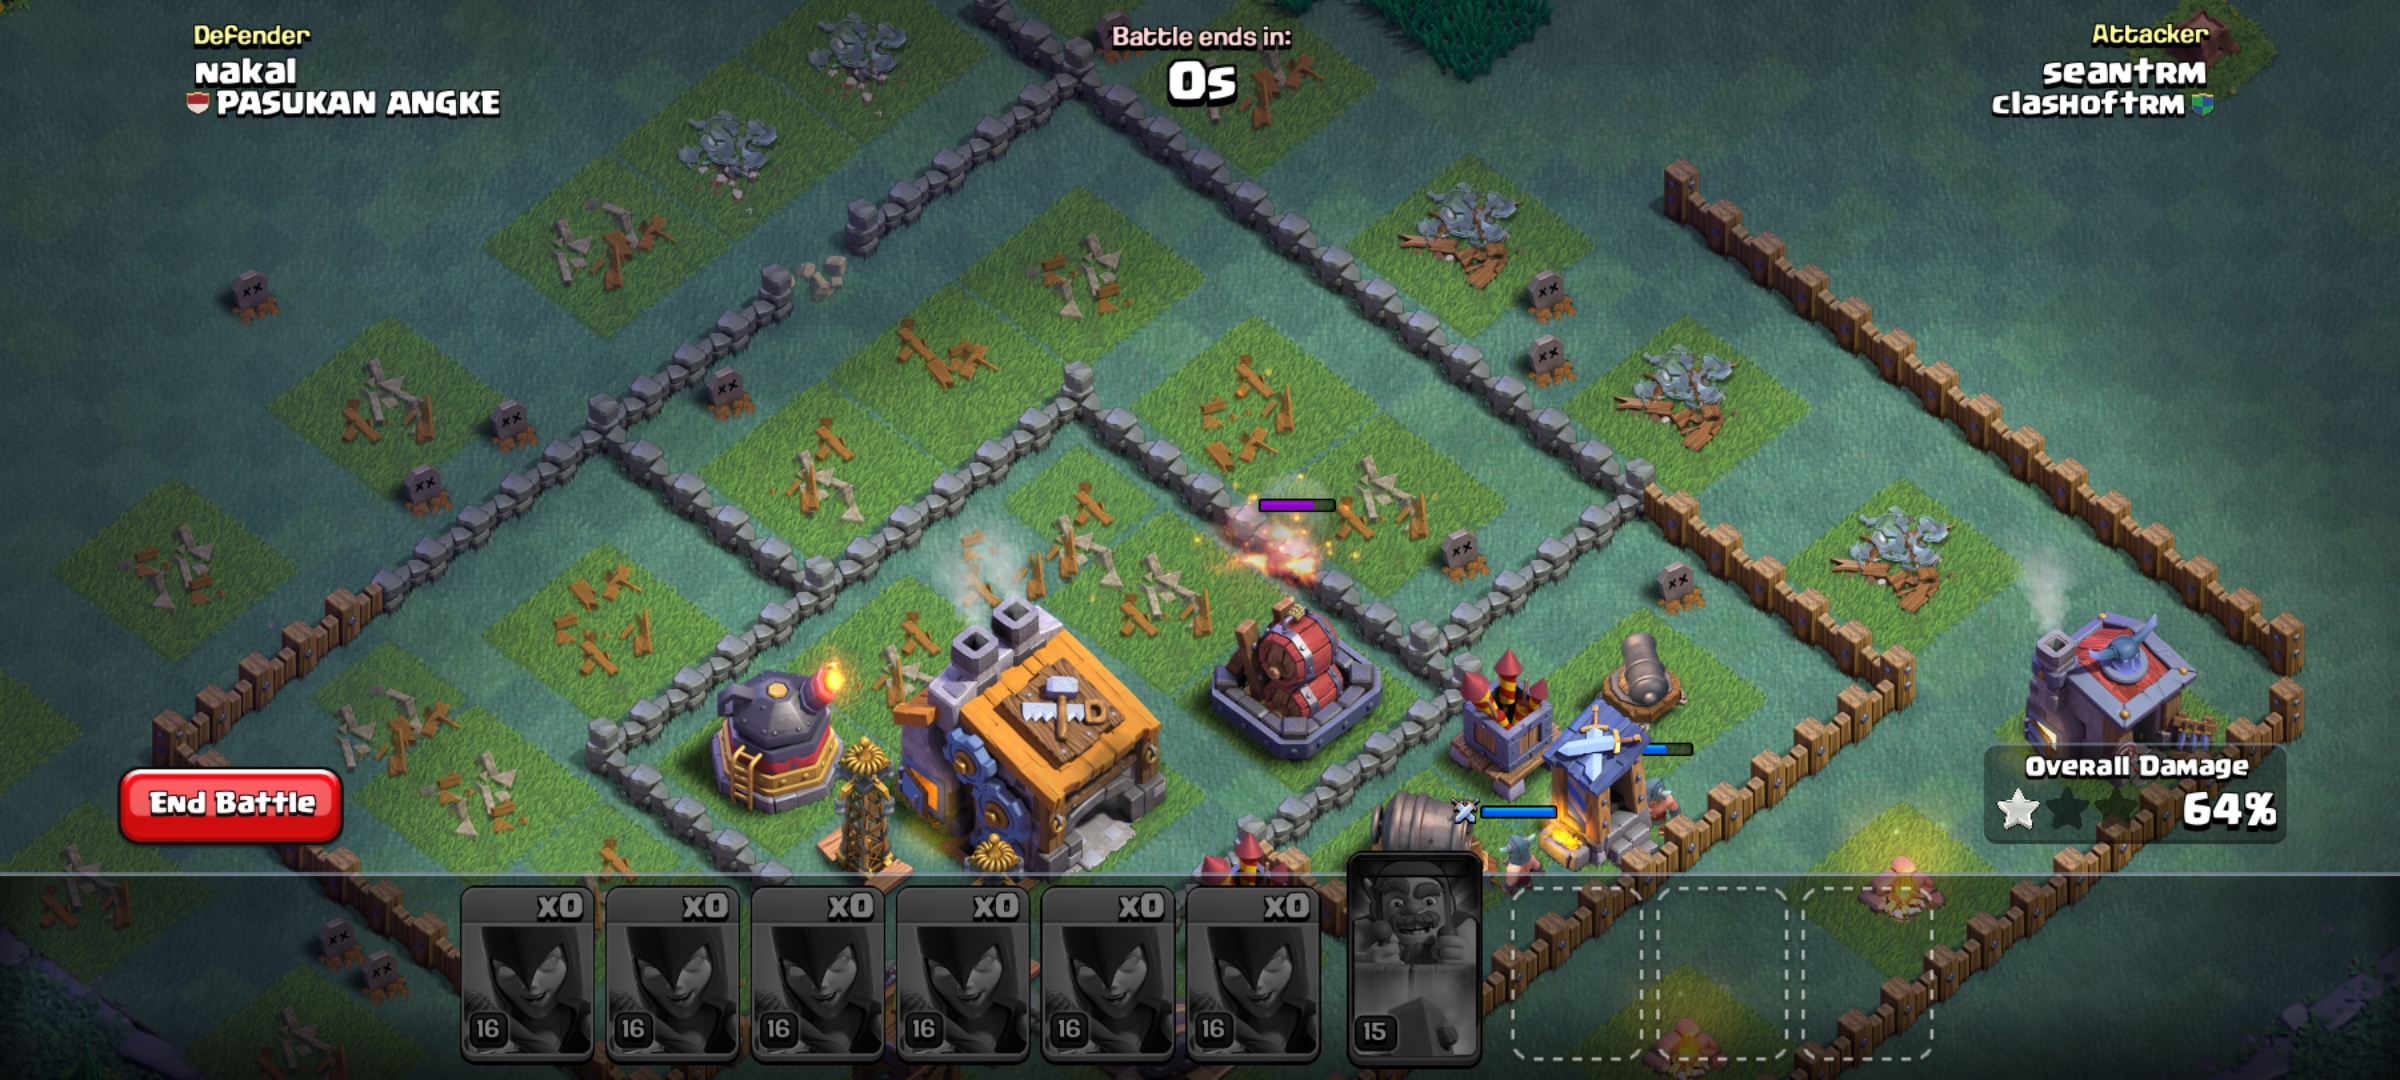 Defender
Nakal
PASUKAN ANGKE
Battle ends in:
0s
Attacker
seantRM
clashoftRM
End Battle
Overall Damage
64%
x0 x0 x0 x0 x0 x0
16 16 16 16 16 16 15